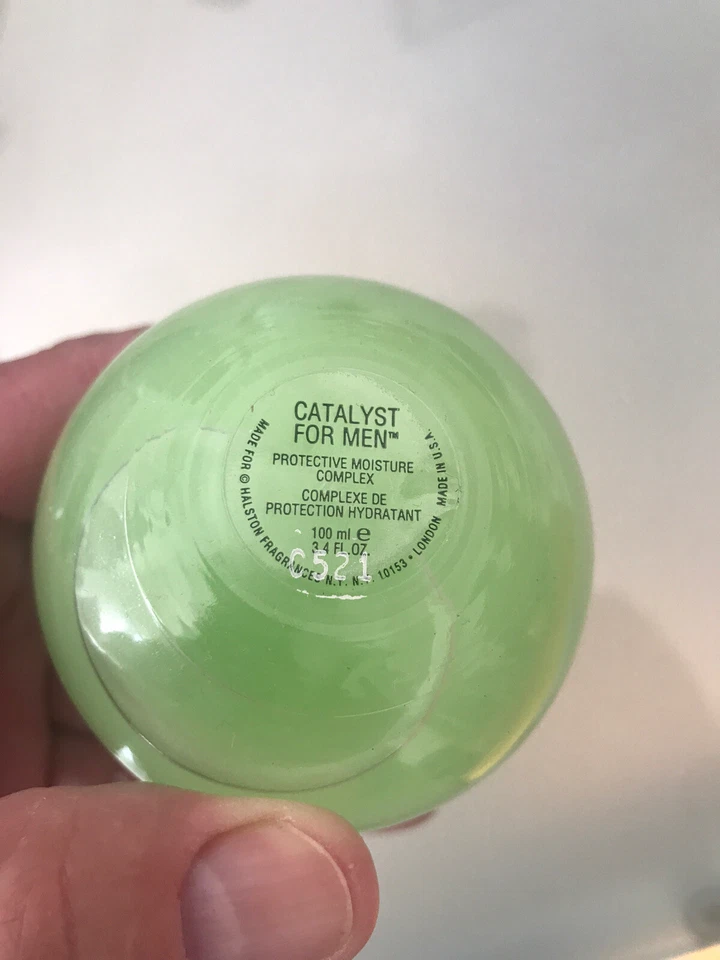 CATALYST
FOR MEN™
PROTECTIVE MOISTURE
COMPLEX
COMPLEXE DE
PROTECTION HYDRATANT
100 ml ℮
3.4 FL.OZ.
C521
MADE FOR © HALSTON FRAGRANCES N.Y. N.Y. 10153 • LONDON MADE IN U.S.A.